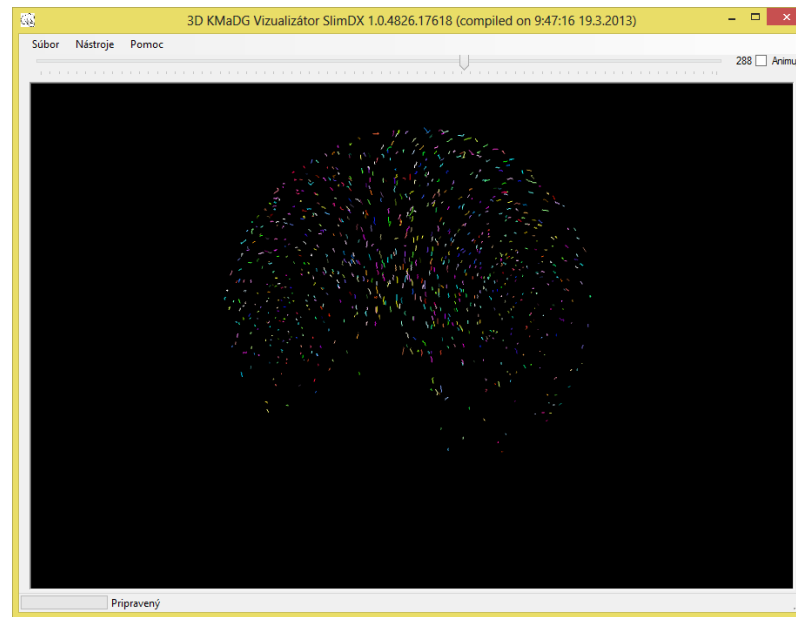 3D KMaDG Vizualizátor SlimDX 1.0.4826.17618 (compiled on 9:47:16 19.3.2013)
Súbor Nástroje Pomoc
288 Animu
Pripravený